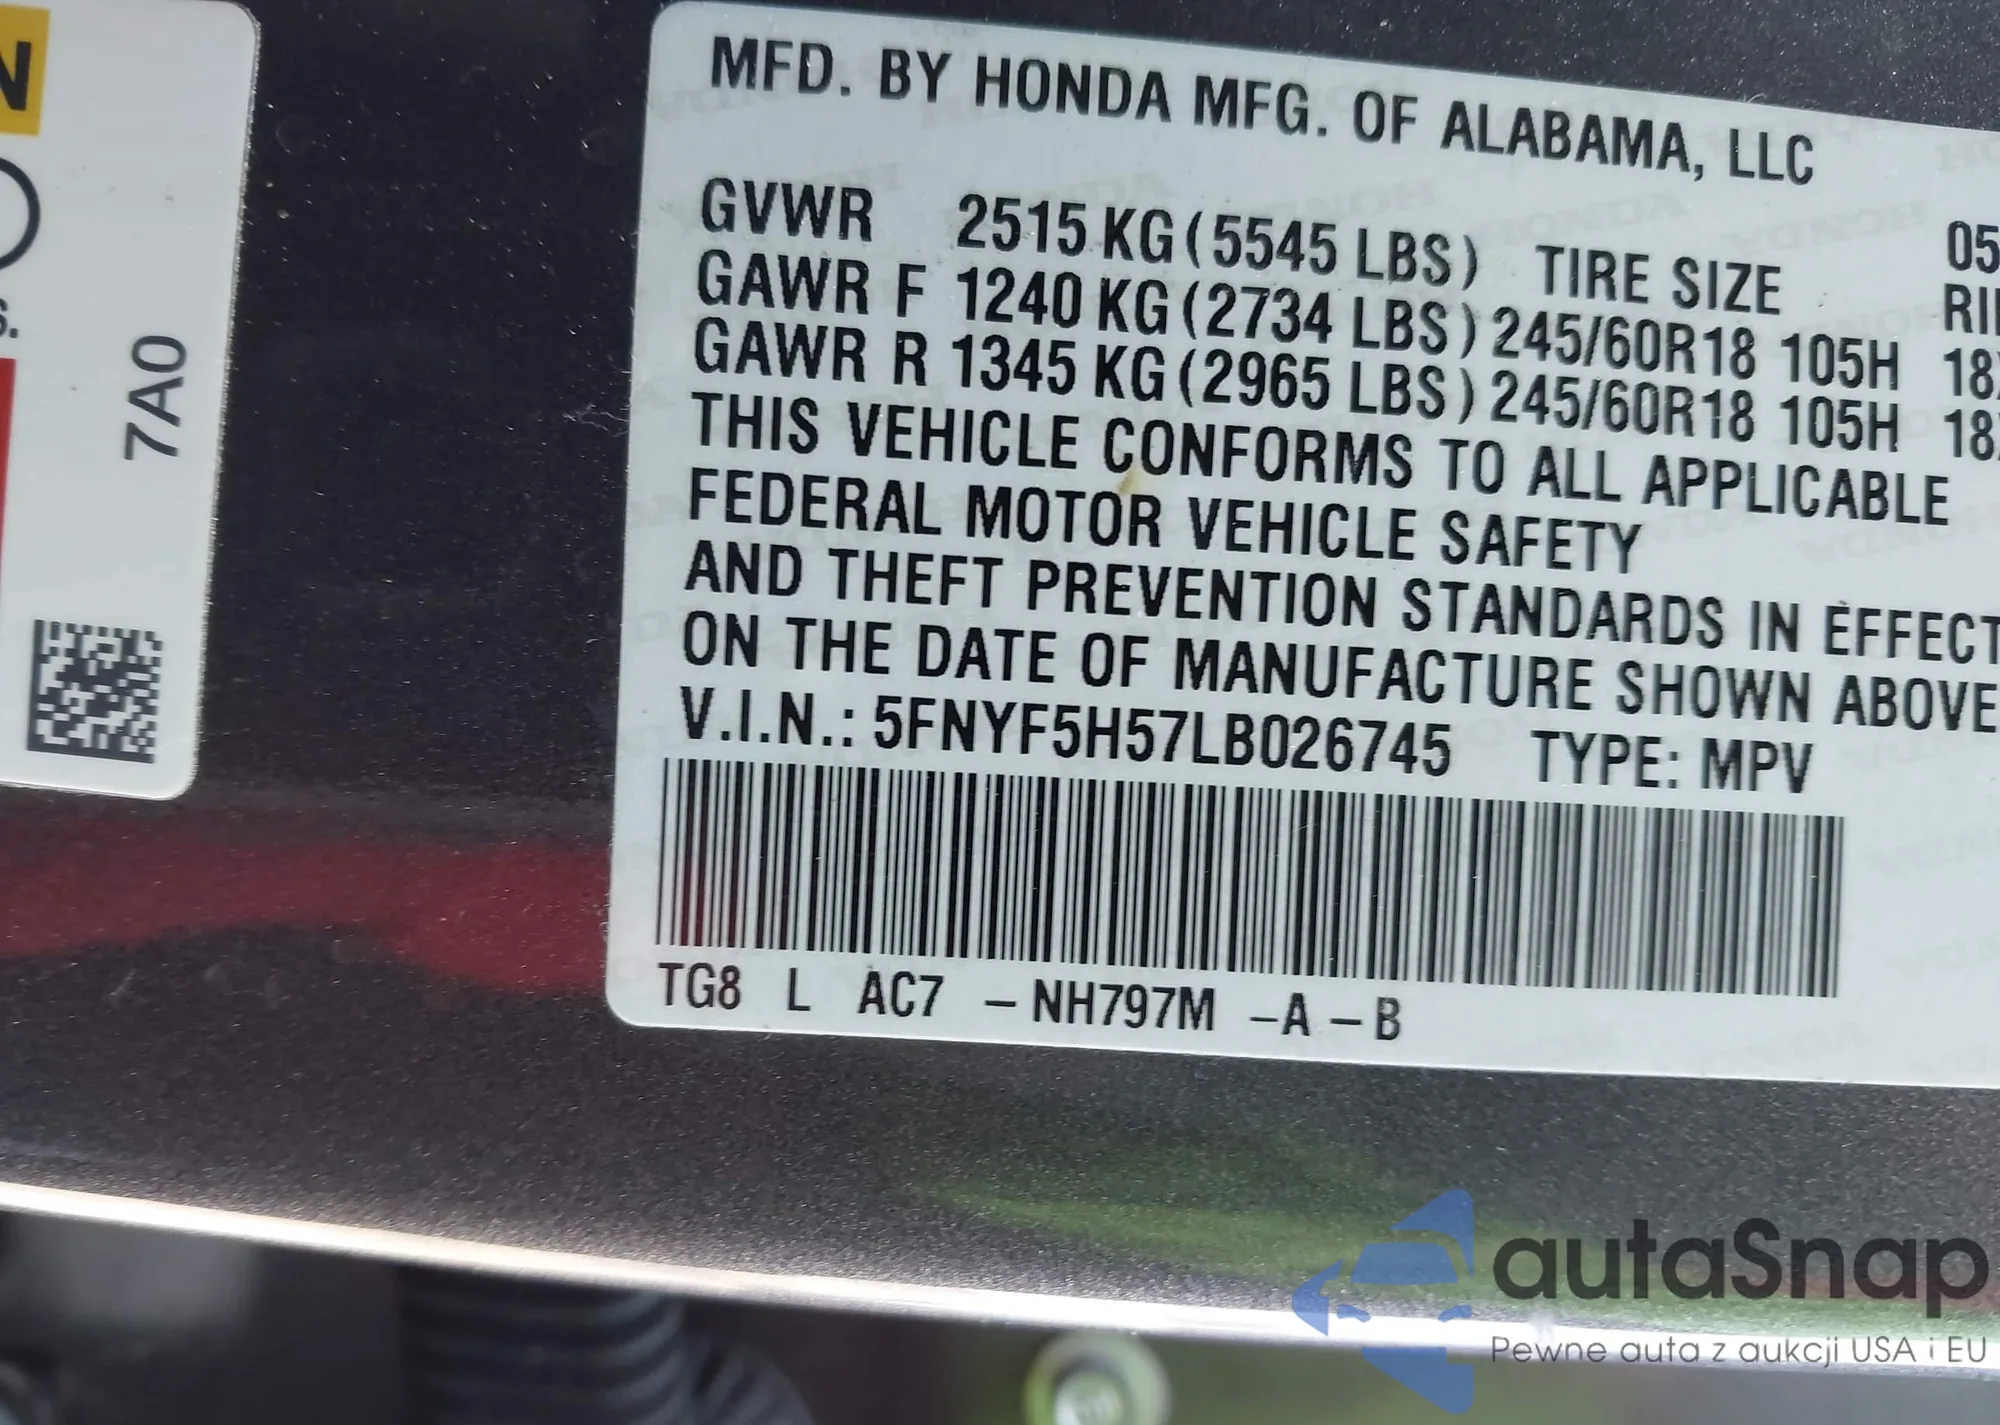 N
S.
7A0
MFD. BY HONDA MFG. OF ALABAMA, LLC
GVWR 2515 KG (5545 LBS) TIRE SIZE 05
GAWR F 1240 KG (2734 LBS) 245/60R18 105H 18
GAWR R 1345 KG (2965 LBS) 245/60R18 105H 18
THIS VEHICLE CONFORMS TO ALL APPLICABLE
FEDERAL MOTOR VEHICLE SAFETY
AND THEFT PREVENTION STANDARDS IN EFFECT
ON THE DATE OF MANUFACTURE SHOWN ABOVE
V.I.N.: 5FNYF5H57LB026745 TYPE: MPV
TG8 L AC7 -NH797M -A-B
autaSnap
Pewne auta z aukcji USA i EU